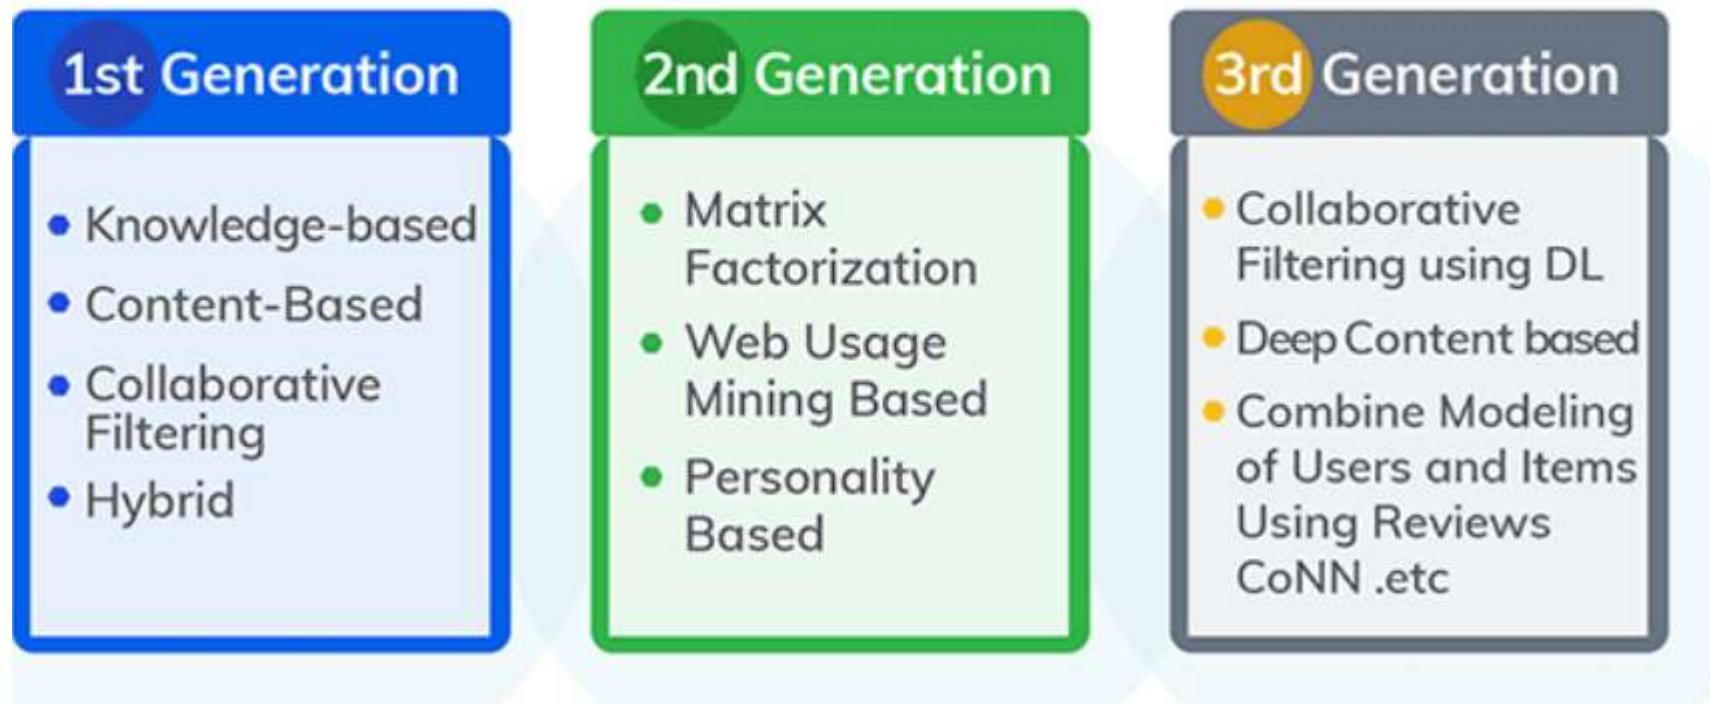 1st Generation
Knowledge-based
Content-Based
Collaborative
Filtering
Hybrid
2nd Generation
Matrix
Factorization
Web Usage
Mining Based
Personality
Based
3rd Generation
Collaborative
Filtering using DL
Deep Content based
Combine Modeling
of Users and Items
Using Reviews
CoNN .etc